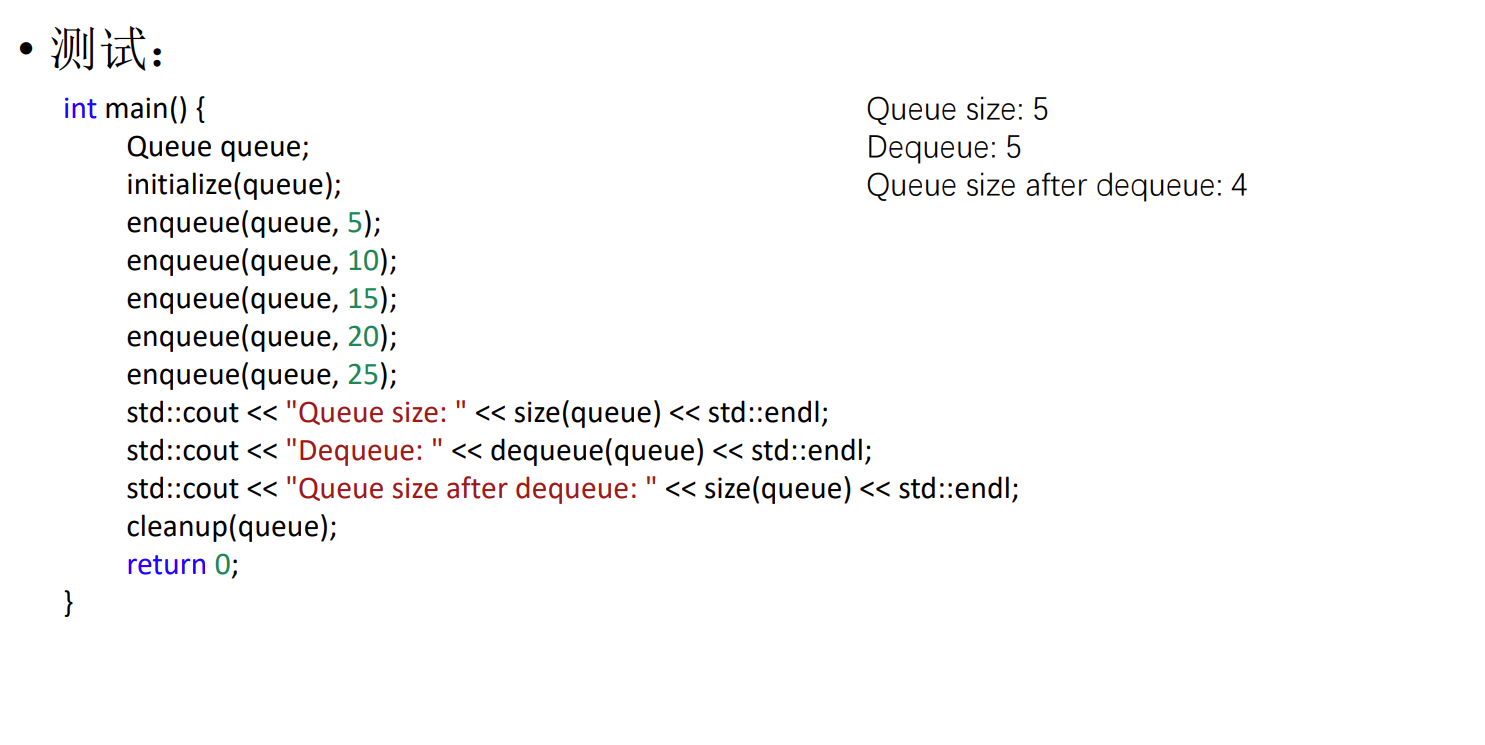 • 测试：
int main() {
Queue queue;
initialize(queue);
enqueue(queue, 5);
enqueue(queue, 10);
enqueue(queue, 15);
enqueue(queue, 20);
enqueue(queue, 25);
std::cout << "Queue size: " << size(queue) << std::endl;
std::cout << "Dequeue: " << dequeue(queue) << std::endl;
std::cout << "Queue size after dequeue: " << size(queue) << std::endl;
cleanup(queue);
return 0;
}
Queue size: 5
Dequeue: 5
Queue size after dequeue: 4